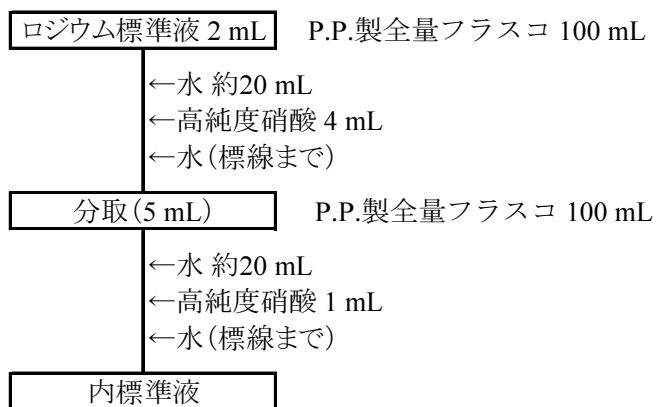 ロジウム標準液 2 mL P.P.製全量フラスコ 100 mL
←水 約20 mL
←高純度硝酸 4 mL
←水(標線まで)
分取(5 mL) P.P.製全量フラスコ 100 mL
←水 約20 mL
←高純度硝酸 1 mL
←水(標線まで)
内標準液